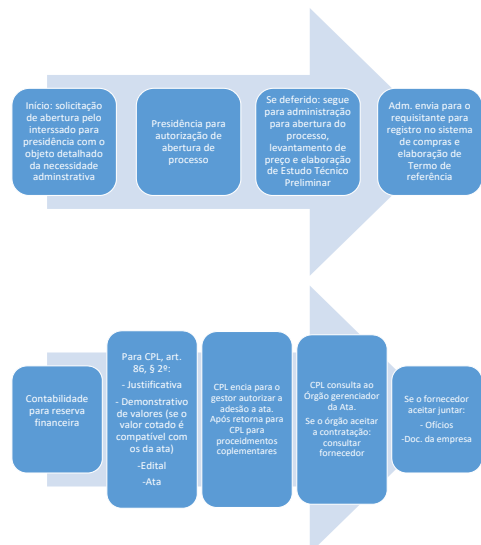 Início: solicitação
de abertura pelo
interssado para
presidência com o
objeto detalhado
da necessidade
adminstrativa
Presidência para
autorização de
abertura de
processo
Se deferido: segue
para administração
para abertura do
processo,
levantamento de
preço e elaboração
de Estudo Técnico
Preliminar
Adm. envia para o
requisitante para
registro no sistema
de compras e
elaboração de
Termo de
referência
Contabilidade
para reserva
financeira
Para CPL, art.
86, § 2º:
- Justiificativa
- Demonstrativo
de valores (se o
valor cotado é
compatível com
os da ata)
-Edital
-Ata
CPL encia para o
gestor autorizar a
adesão a ata.
Após retorna para
CPL para
proceidmentos
coplementares
CPL consulta ao
Órgão gerenciador
da Ata.
Se o órgão aceitar
a contratação:
consultar
fornecedor
Se o fornecedor
aceitar juntar:
- Ofícios
-Doc. da empresa